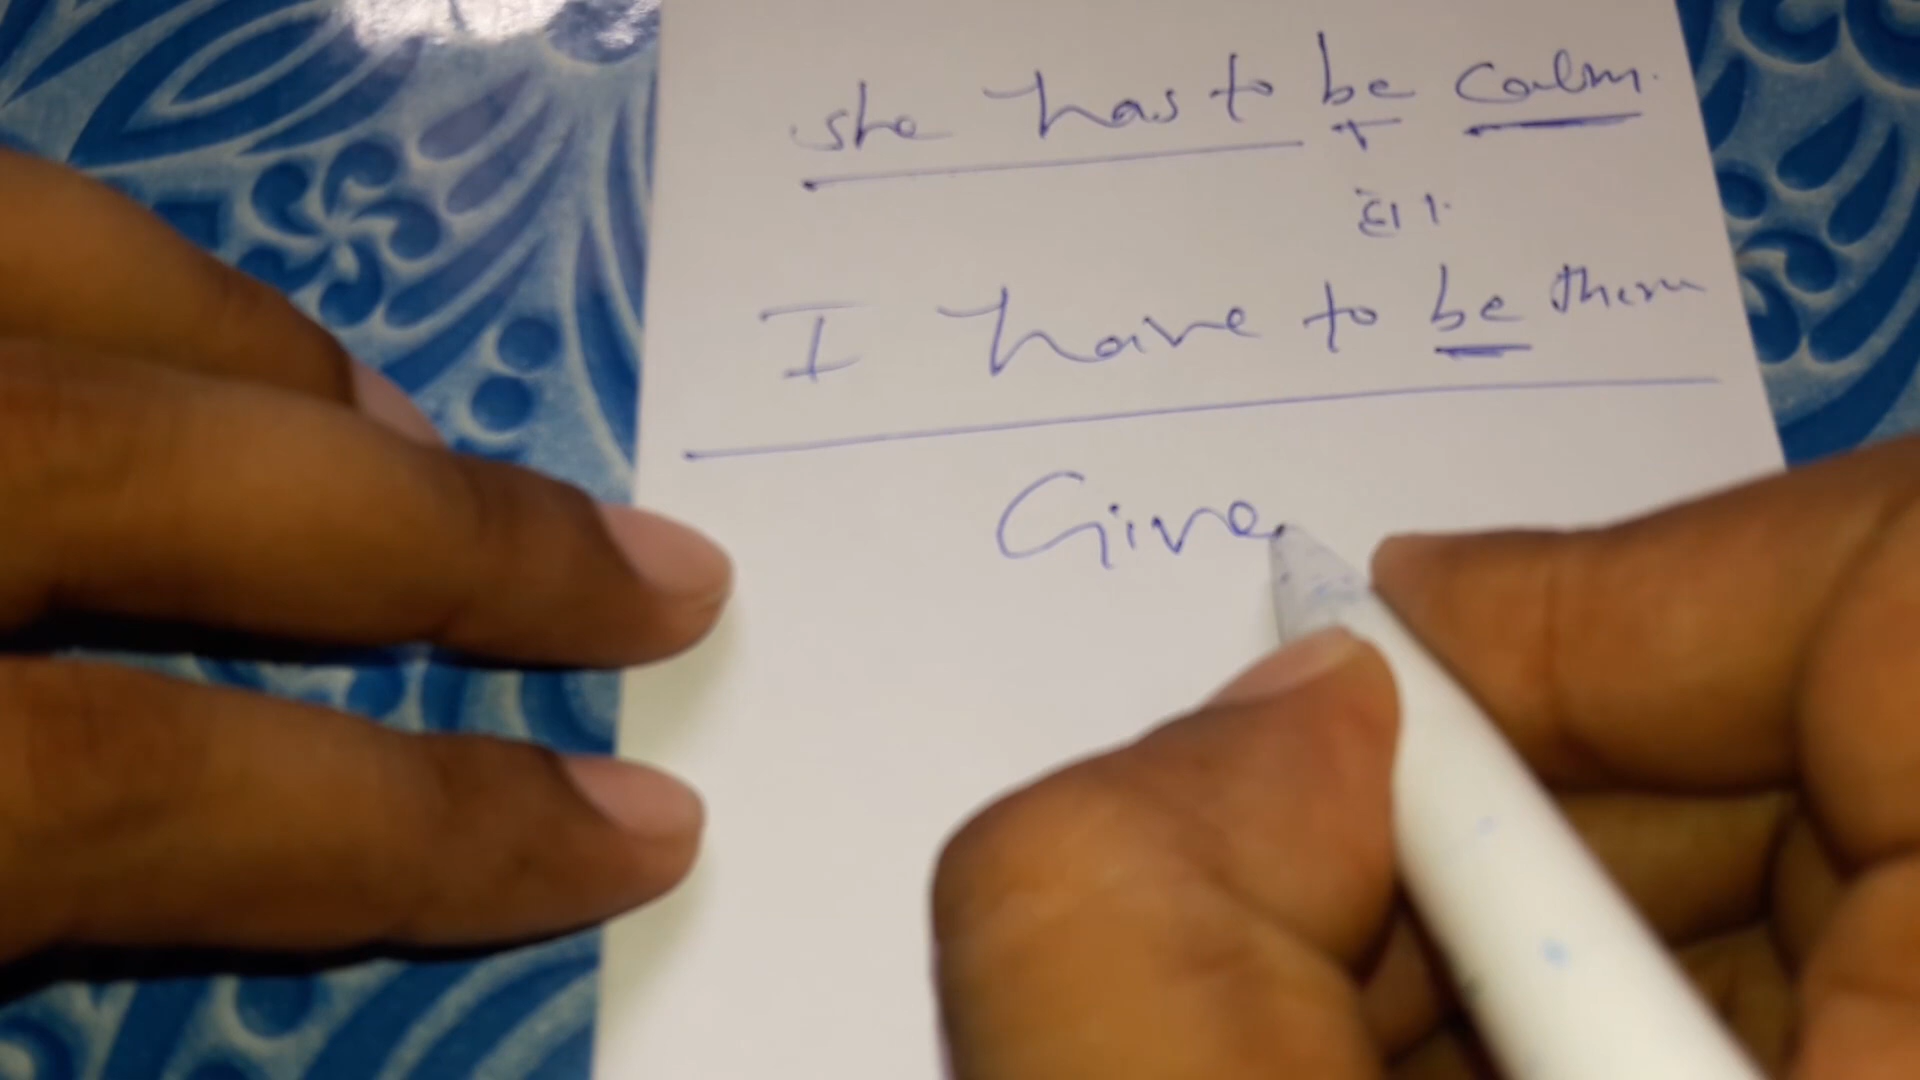 she has to be calm.
I have to be there
Give